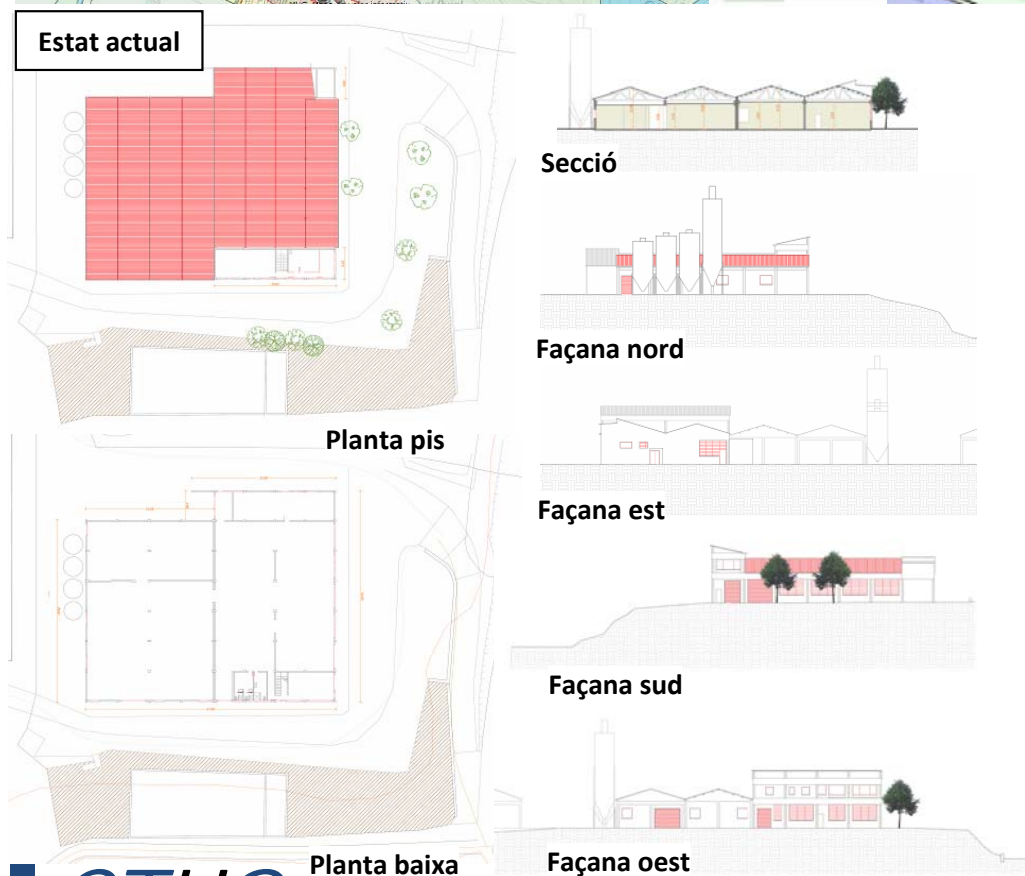 Estat actual
Secció
Façana nord
Planta pis
Façana est
Façana sud
Planta baixa
Façana oest